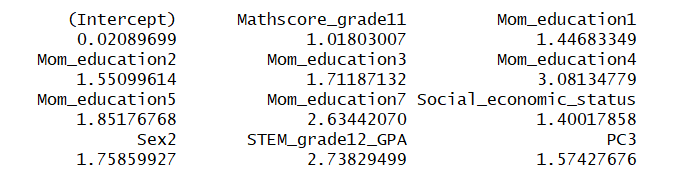 (Intercept) Mathscore_grade11 Mom_education1
0.02089699 1.01803007 1.44683349
Mom_education2 Mom_education3 Mom_education4
1.55099614 1.71187132 3.08134779
Mom_education5 Mom_education7 Social_economic_status
1.85176768 2.63442070 1.40017858
Sex2 STEM_grade12_GPA PC3
1.75859927 2.73829499 1.57427676